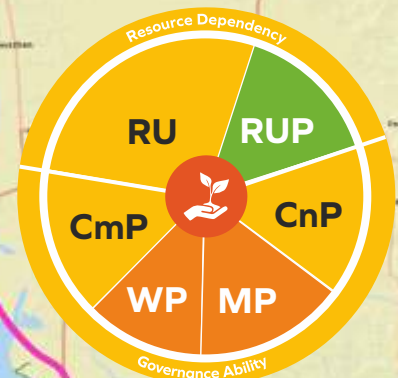 Resource Dependency
RU
RUP
CmP
CnP
WP
MP
Governance Ability